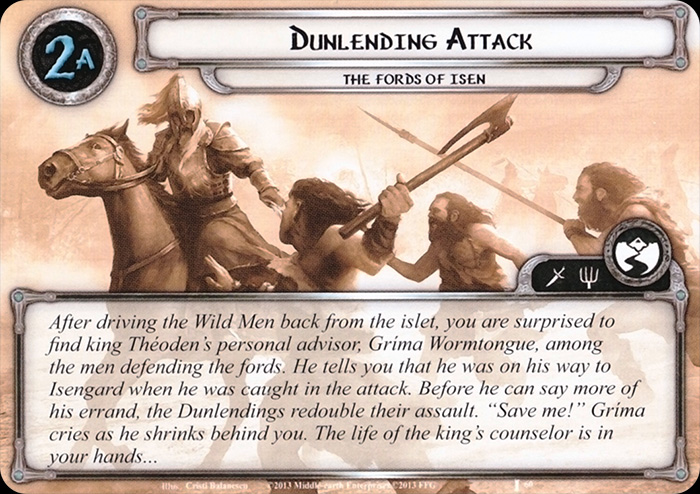 2A
DUNLENDING ATTACK
THE FORDS OF ISEN
After driving the Wild Men back from the islet, you are surprised to
find king Théoden's personal advisor, Gríma Wormtongue, among
the men defending the fords. He tells you that he was on his way to
Isengard when he was caught in the attack. Before he can say more of
his errand, the Dunlendings redouble their assault. “Save me!” Gríma
cries as he shrinks behind you. The life of the king's counselor is in
your hands...
Illus. Cristi Balanescu ©2013 Middle-earth Enterprises ©2013 FFG